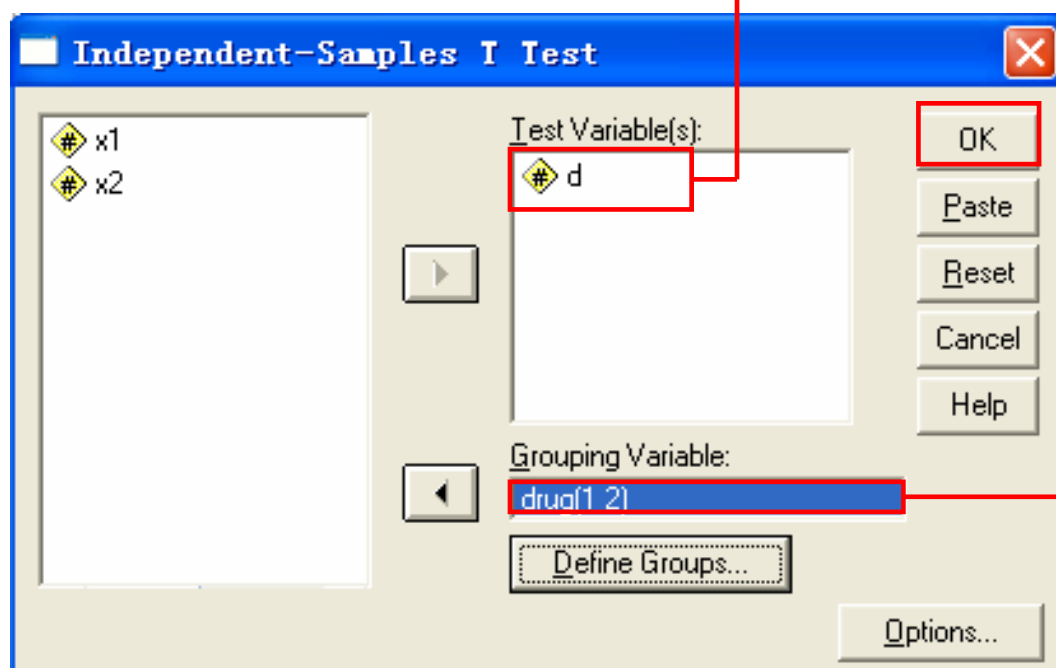 Independent-Samples T Test
x1
x2
Test Variable(s):
d
OK
Paste
Reset
Cancel
Help
Grouping Variable:
drug(1 2)
Define Groups...
Options...